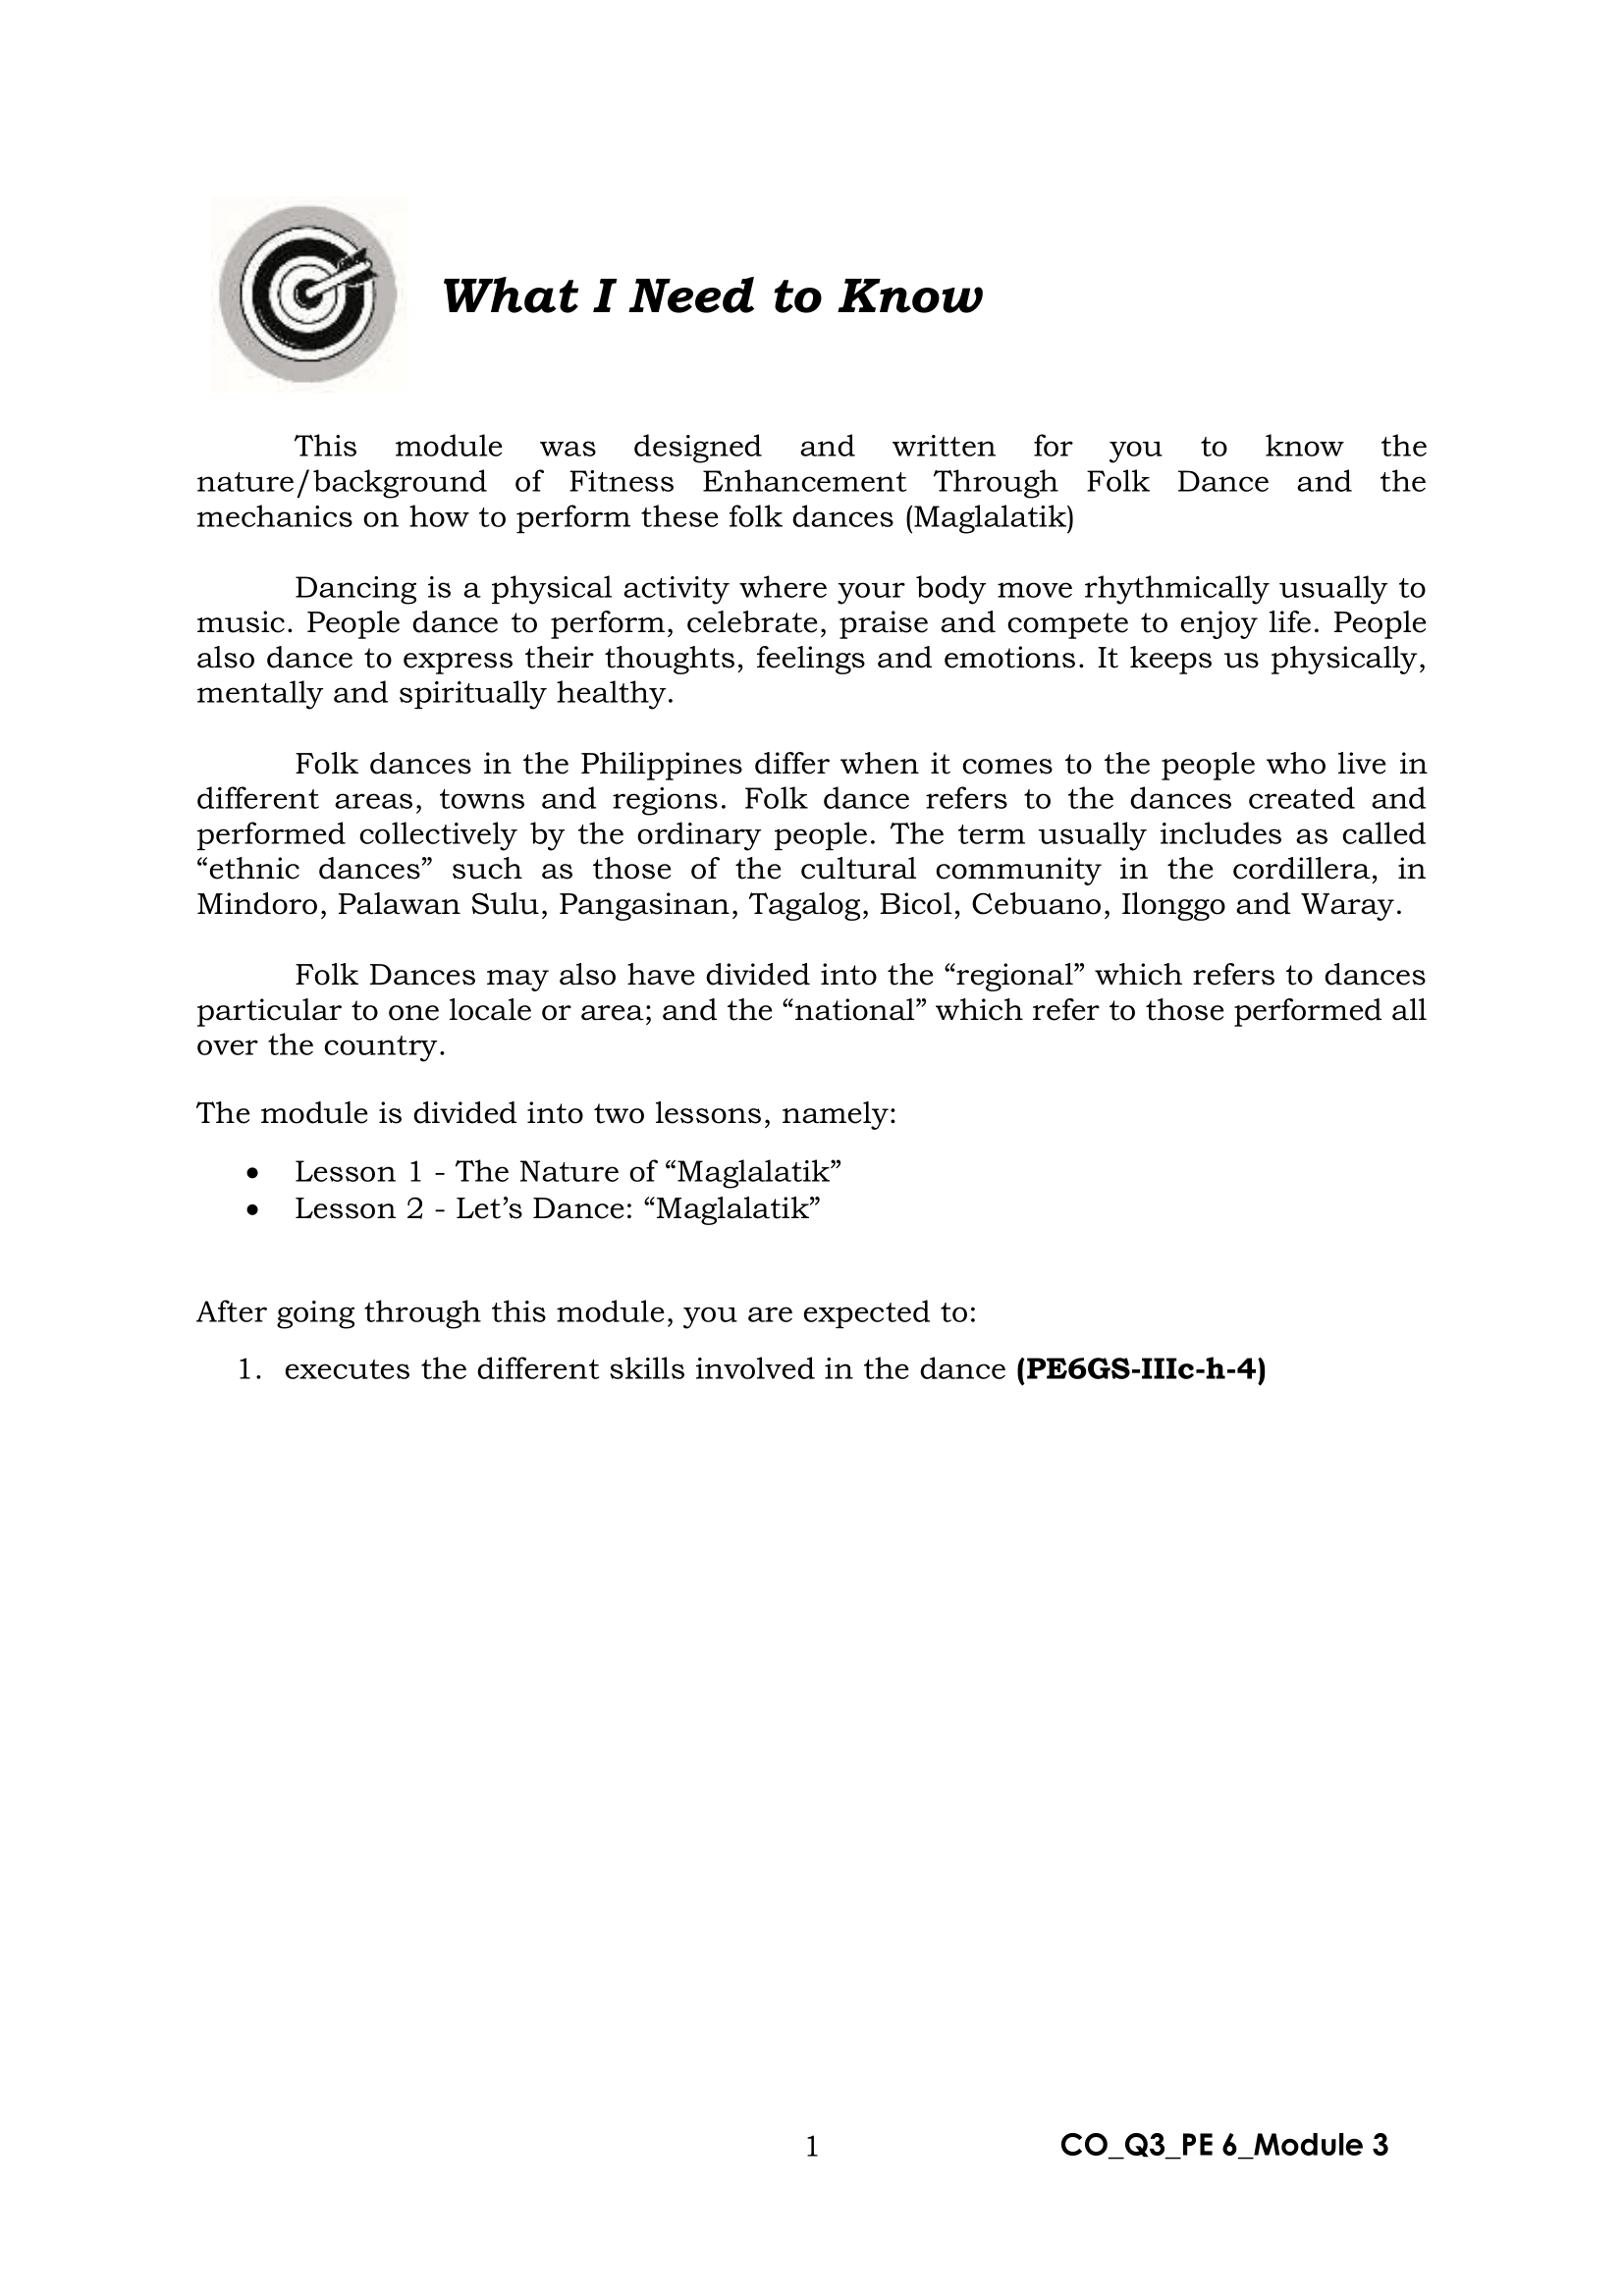 What I Need to Know
This module was designed and written for you to know the
nature/background of Fitness Enhancement Through Folk Dance and the
mechanics on how to perform these folk dances (Maglalatik)
Dancing is a physical activity where your body move rhythmically usually to
music. People dance to perform, celebrate, praise and compete to enjoy life. People
also dance to express their thoughts, feelings and emotions. It keeps us physically,
mentally and spiritually healthy.
Folk dances in the Philippines differ when it comes to the people who live in
different areas, towns and regions. Folk dance refers to the dances created and
performed collectively by the ordinary people. The term usually includes as called
“ethnic dances” such as those of the cultural community in the cordillera, in
Mindoro, Palawan Sulu, Pangasinan, Tagalog, Bicol, Cebuano, Ilonggo and Waray.
Folk Dances may also have divided into the “regional” which refers to dances
particular to one locale or area; and the “national” which refer to those performed all
over the country.
The module is divided into two lessons, namely:
• Lesson 1 - The Nature of “Maglalatik”
• Lesson 2 - Let’s Dance: “Maglalatik”
After going through this module, you are expected to:
1. executes the different skills involved in the dance (PE6GS-IIIc-h-4)
1 CO_Q3_PE 6_Module 3